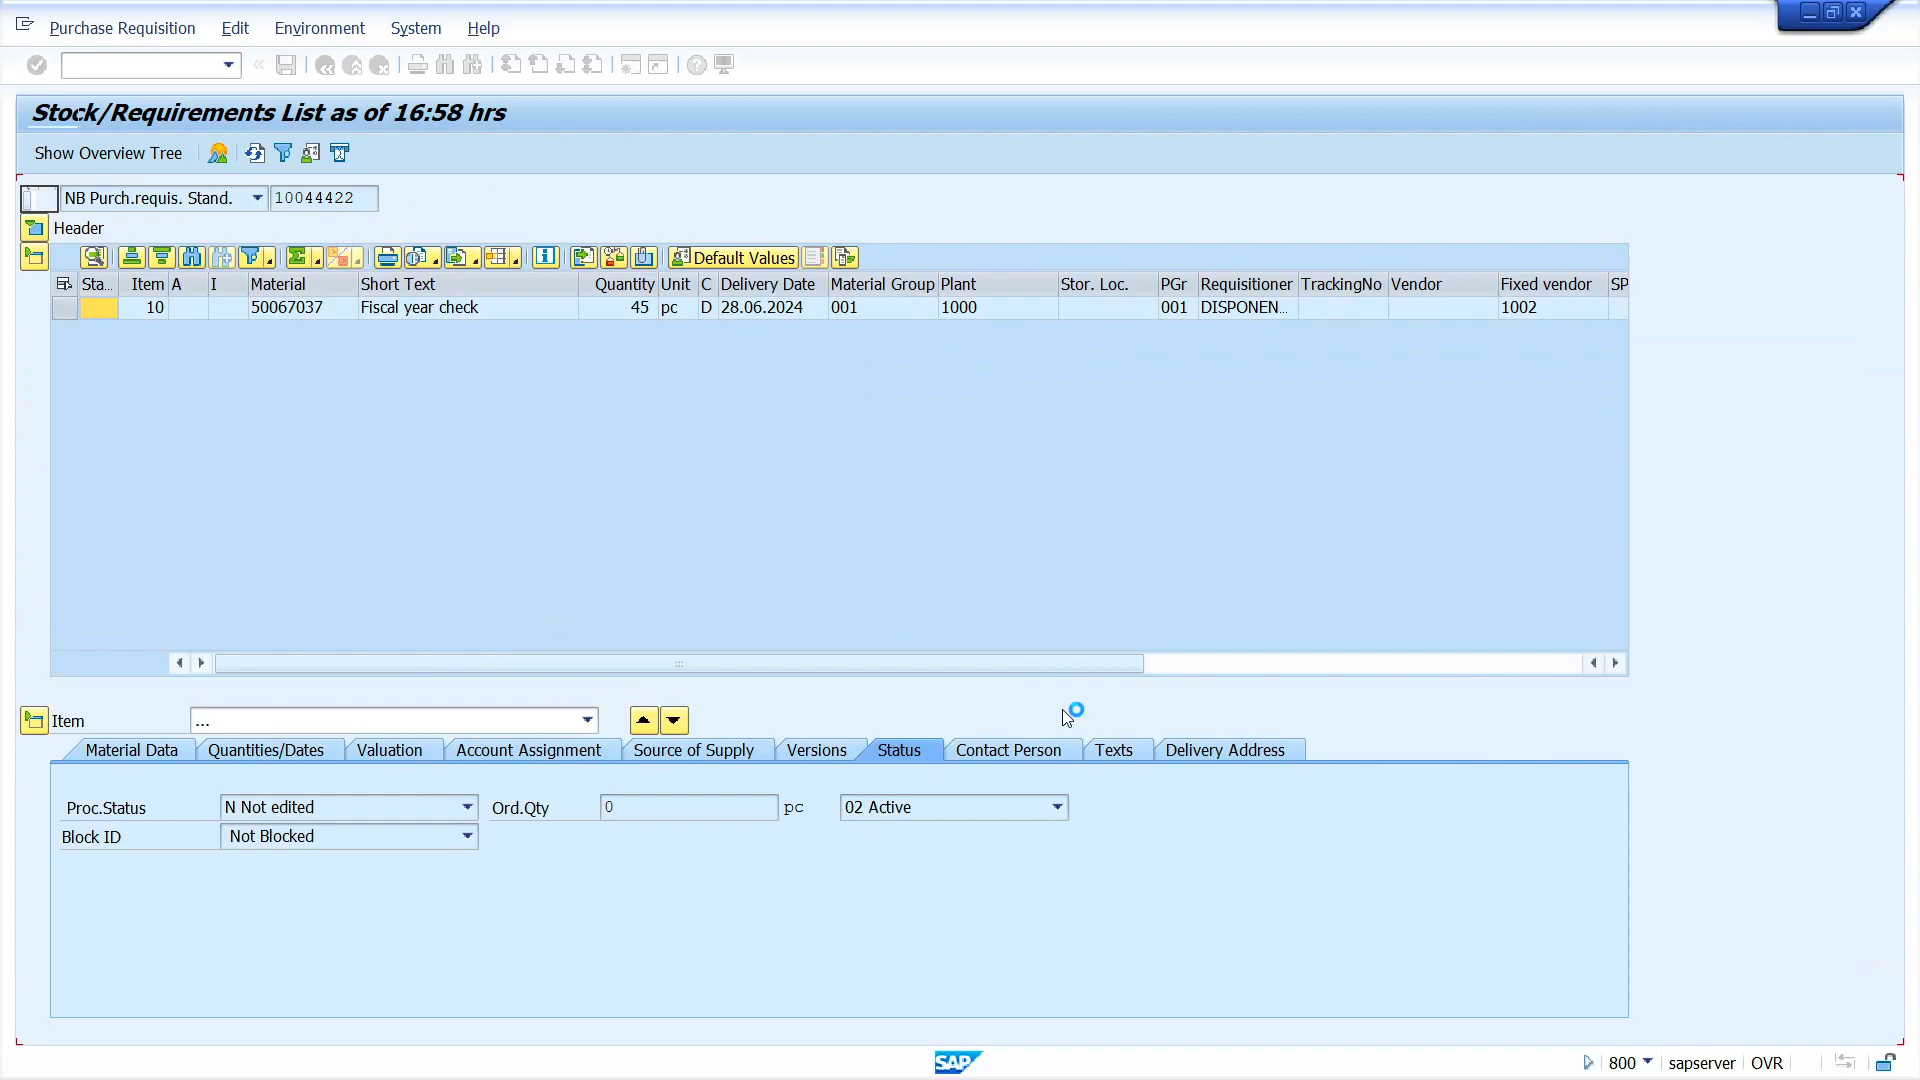 Purchase Requisition Edit Environment System Help
Stock/Requirements List as of 16:58 hrs
Show Overview Tree
NB Purch.requis. Stand. 10044422
Header
Default Values
Sta... Item A I Material Short Text Quantity Unit C Delivery Date Material Group Plant Stor. Loc. PGr Requisitioner TrackingNo Vendor Fixed vendor SP
10 50067037 Fiscal year check 45 pc D 28.06.2024 001 1000 001 DISPONEN... 1002
Item ...
Material Data Quantities/Dates Valuation Account Assignment Source of Supply Versions Status Contact Person Texts Delivery Address
Proc.Status N Not edited Ord.Qty 0 pc 02 Active
Block ID Not Blocked
SAP 800 sapserver OVR